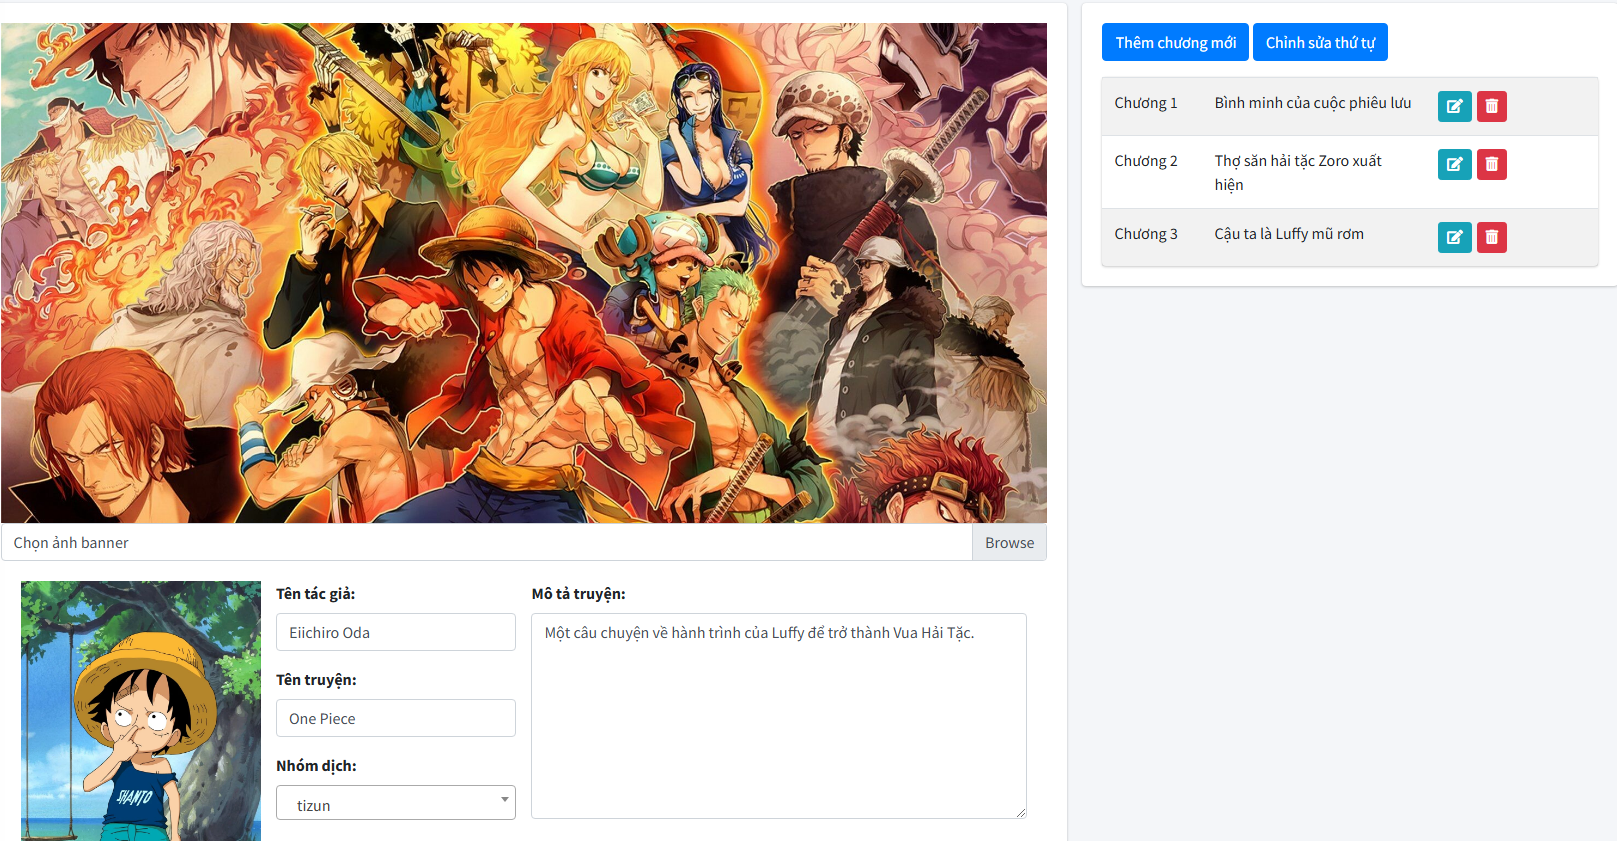 Thêm chương mới
Chỉnh sửa thứ tự
Chương 1
Bình minh của cuộc phiêu lưu
Chương 2
Thợ săn hải tặc Zoro xuất
hiện
Chương 3
Cậu ta là Luffy mũ rơm
Chọn ảnh banner
Browse
Tên tác giả:
Eiichiro Oda
Tên truyện:
One Piece
Nhóm dịch:
tizun
Mô tả truyện:
Một câu chuyện về hành trình của Luffy để trở thành Vua Hải Tặc.
SHANTO